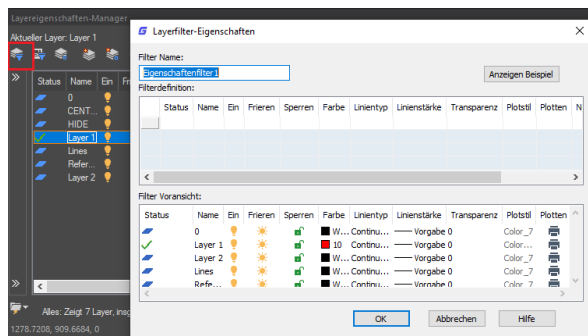 Layereigenschaften-Manager
Aktueller Layer: Layer 1
Status Name Ein Fr
0
CENT...
HIDE
Layer 1
Lines
Refer...
Layer 2
Alles: Zeigt 7 Layer, insg
1278.7208, 909.6684, 0
Layerfilter-Eigenschaften
Filter Name:
Eigenschaftenfilter1
Anzeigen Beispiel
Filterdefinition:
Status Name Ein Frieren Sperren Farbe Linientyp Linienstärke Transparenz Plotstil Plotten N
Filter Voransicht:
Status Name Ein Frieren Sperren Farbe Linientyp Linienstärke Transparenz Plotstil Plotten
0 W... Continu... Vorgabe 0 Color_7
Layer 1 10 Continu... Vorgabe 0 Color...
Layer 2 W... Continu... Vorgabe 0 Color_7
Lines W... Continu... Vorgabe 0 Color_7
Refe... W... Continu... Vorgabe 0 Color_7
OK Abbrechen Hilfe